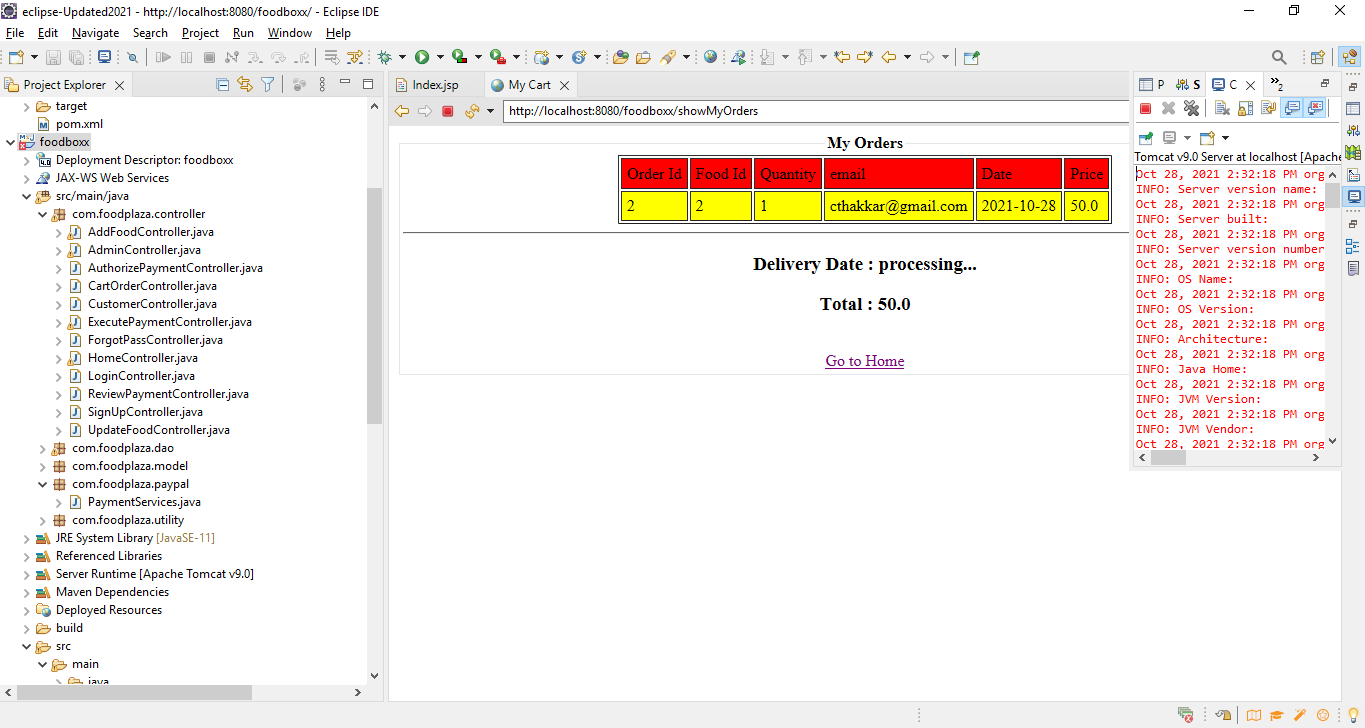 eclipse-Updated2021 - http://localhost:8080/foodboxx/ - Eclipse IDE
File Edit Navigate Search Project Run Window Help
Project Explorer
target
pom.xml
foodboxx
Deployment Descriptor: foodboxx
JAX-WS Web Services
src/main/java
com.foodplaza.controller
AddFoodController.java
AdminController.java
AuthorizePaymentController.java
CartOrderController.java
CustomerController.java
ExecutePaymentController.java
ForgotPassController.java
HomeController.java
LoginController.java
ReviewPaymentController.java
SignUpController.java
UpdateFoodController.java
com.foodplaza.dao
com.foodplaza.model
com.foodplaza.paypal
PaymentServices.java
com.foodplaza.utility
JRE System Library [JavaSE-11]
Referenced Libraries
Server Runtime [Apache Tomcat v9.0]
Maven Dependencies
Deployed Resources
build
src
main
java
Index.jsp My Cart
http://localhost:8080/foodboxx/showMyOrders
My Orders
Order Id Food Id Quantity email Date Price
2 2 1 cthakkar@gmail.com 2021-10-28 50.0
Delivery Date : processing...
Total : 50.0
Go to Home
P S C »2
Tomcat v9.0 Server at localhost [Apache
Oct 28, 2021 2:32:18 PM org
INFO: Server version name:
Oct 28, 2021 2:32:18 PM org
INFO: Server built:
Oct 28, 2021 2:32:18 PM org
INFO: Server version number
Oct 28, 2021 2:32:18 PM org
INFO: OS Name:
Oct 28, 2021 2:32:18 PM org
INFO: OS Version:
Oct 28, 2021 2:32:18 PM org
INFO: Architecture:
Oct 28, 2021 2:32:18 PM org
INFO: Java Home:
Oct 28, 2021 2:32:18 PM org
INFO: JVM Version:
Oct 28, 2021 2:32:18 PM org
INFO: JVM Vendor:
Oct 28, 2021 2:32:18 PM org